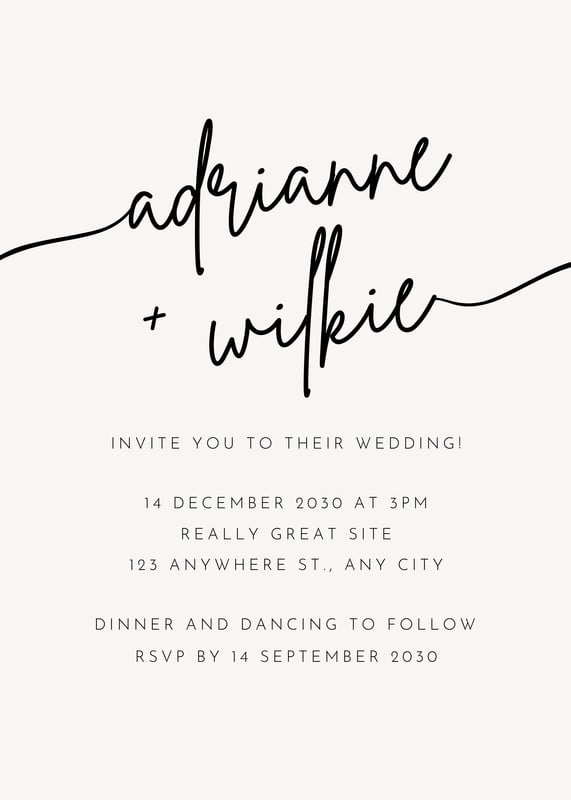 adrianne
+ wilkie
INVITE YOU TO THEIR WEDDING!
14 DECEMBER 2030 AT 3PM
REALLY GREAT SITE
123 ANYWHERE ST., ANY CITY
DINNER AND DANCING TO FOLLOW
RSVP BY 14 SEPTEMBER 2030